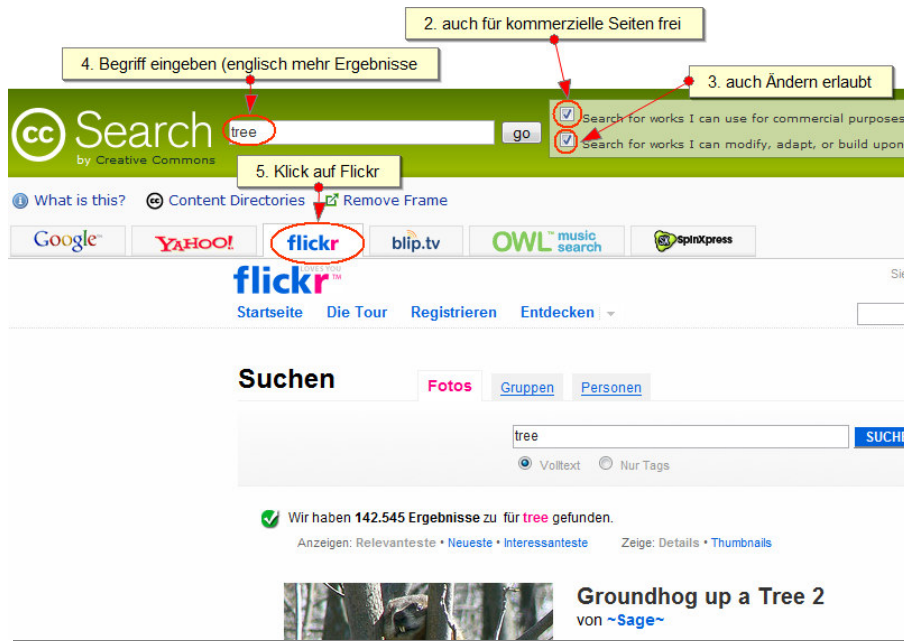 2. auch für kommerzielle Seiten frei
4. Begriff eingeben (englisch mehr Ergebnisse
3. auch Ändern erlaubt
cc Search
by Creative Commons
tree
go
Search for works I can use for commercial purposes
Search for works I can modify, adapt, or build upon
5. Klick auf Flickr
What is this? Content Directories Remove Frame
Google YAHOO! flickr blip.tv OWL music search SpinXpress
flickr LOVES YOU
Sie
Startseite Die Tour Registrieren Entdecken
Suchen Fotos Gruppen Personen
tree SUCHE
Volltext Nur Tags
Wir haben 142.545 Ergebnisse zu für tree gefunden.
Anzeigen: Relevanteste • Neueste • Interessanteste Zeige: Details • Thumbnails
Groundhog up a Tree 2
von ~Sage~